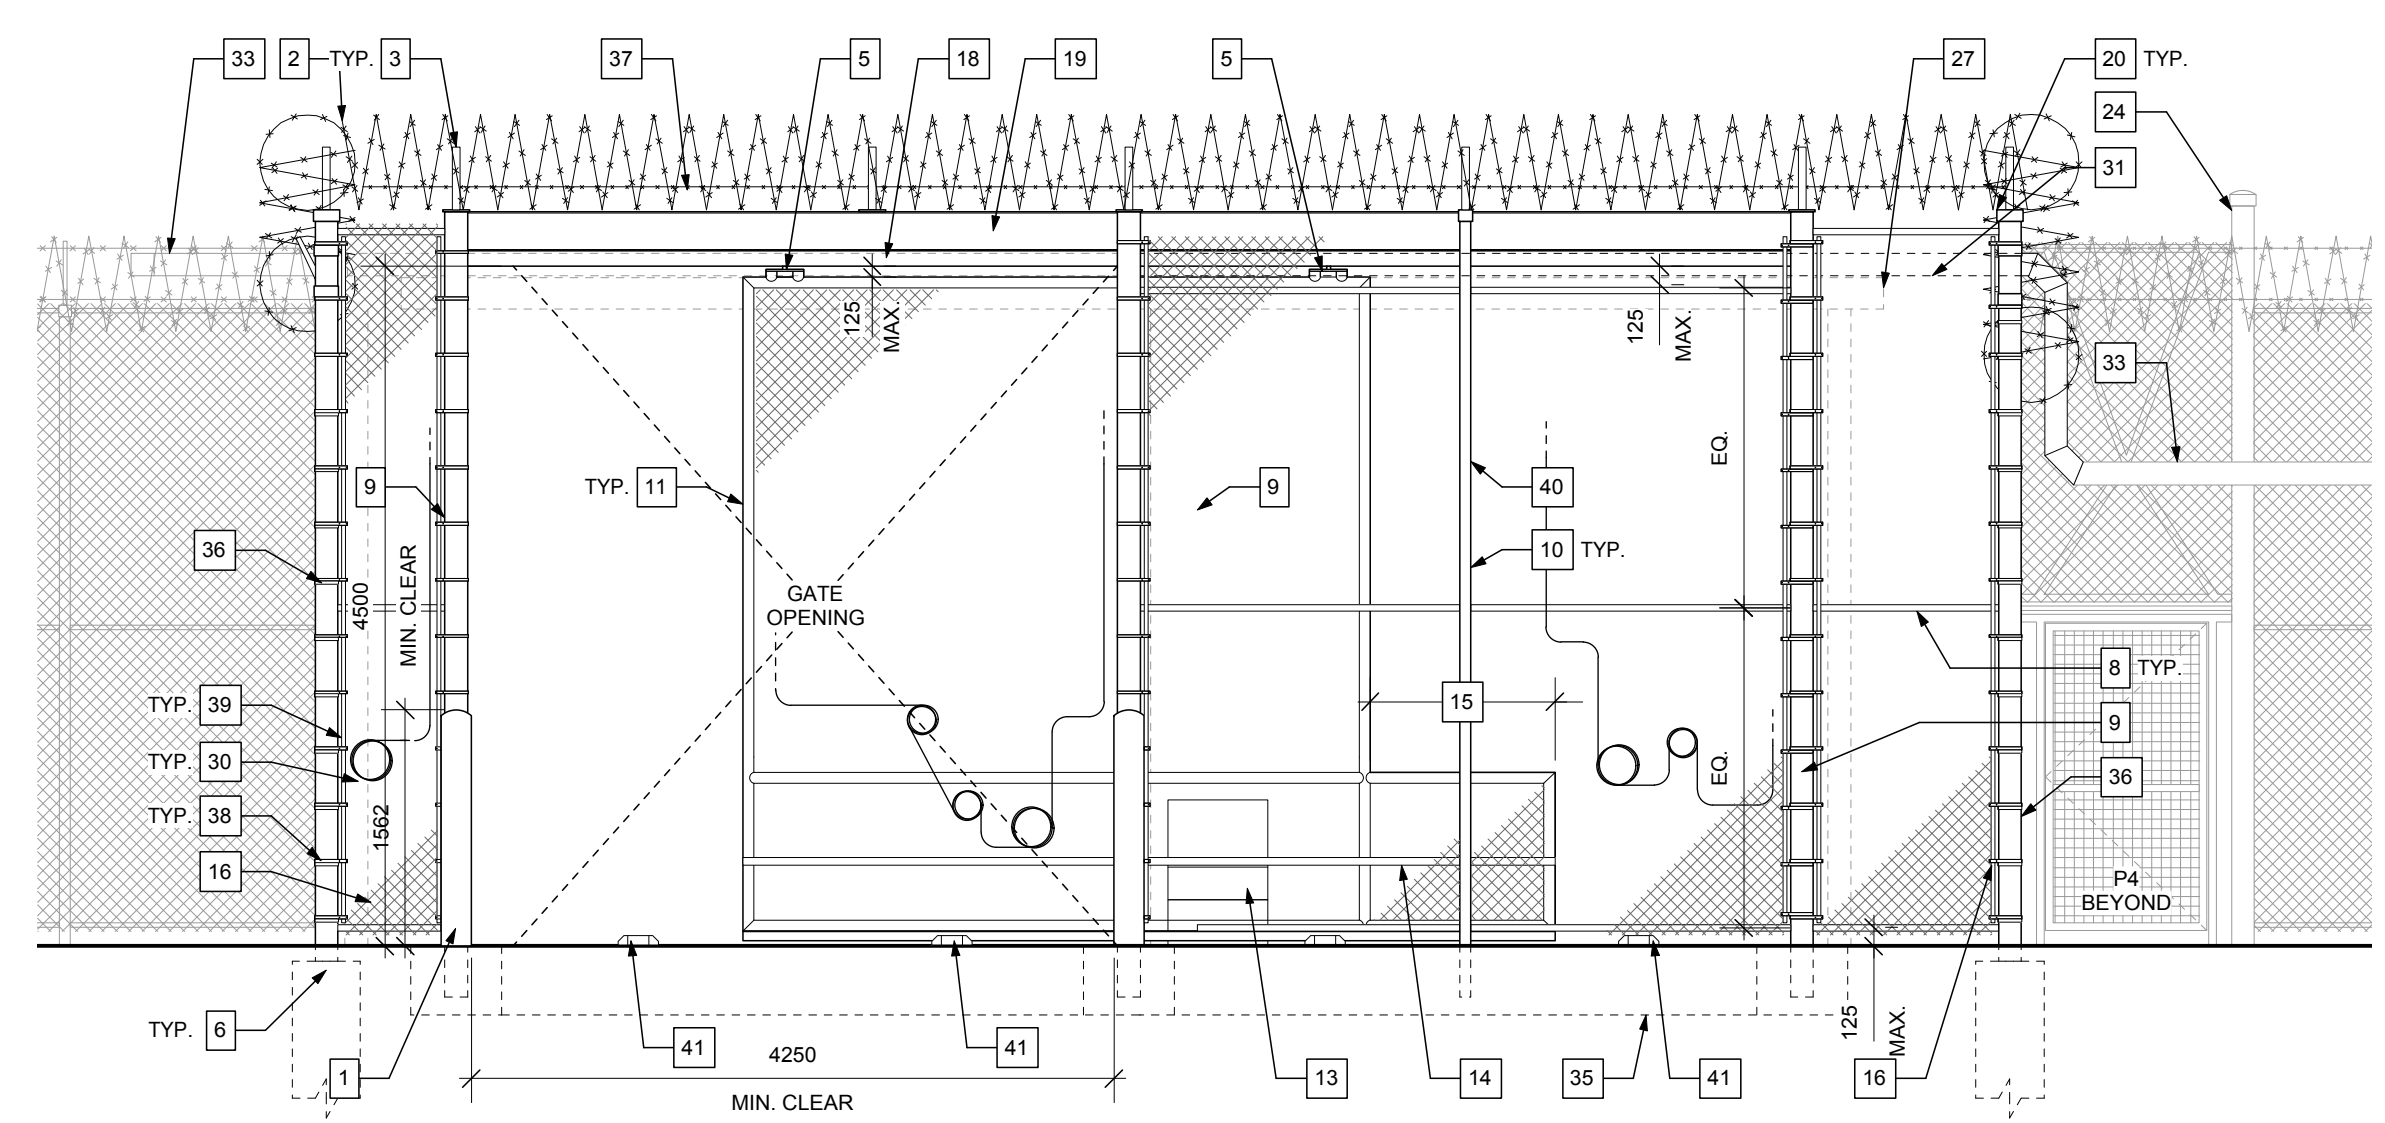 33
2 TYP.
3
37
5
18
19
5
27
20 TYP.
24
31
125
MAX.
125
MAX.
33
EQ.
9
TYP. 11
9
40
36
4500
MIN. CLEAR
10 TYP.
GATE
OPENING
8 TYP.
TYP. 39
15
9
TYP. 30
EQ.
36
TYP. 38
1562
16
P4
BEYOND
TYP. 6
125
MAX.
41
4250
41
1
MIN. CLEAR
13
14
35
41
16